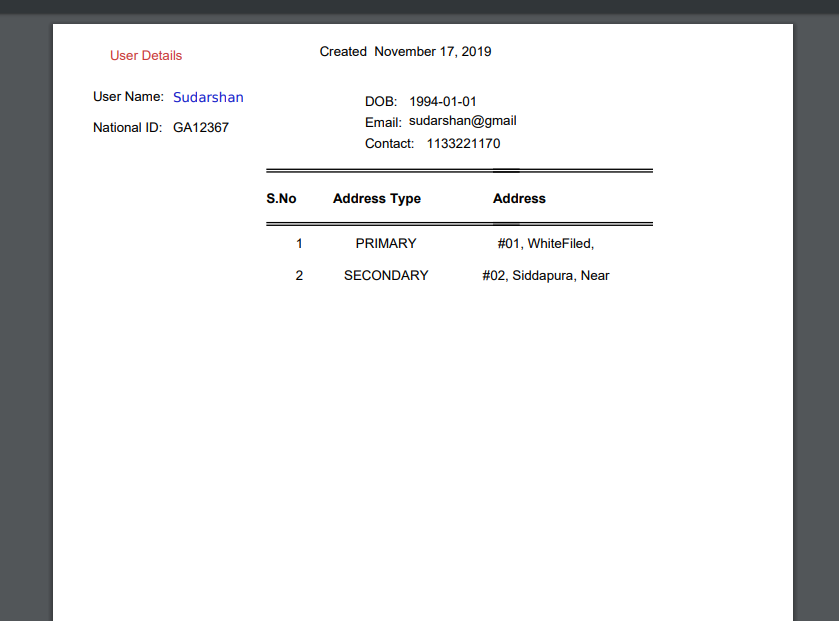 User Details
Created November 17, 2019
User Name: Sudarshan
National ID: GA12367
DOB: 1994-01-01
Email: sudarshan@gmail
Contact: 1133221170
S.No Address Type Address
1 PRIMARY #01, WhiteFiled,
2 SECONDARY #02, Siddapura, Near